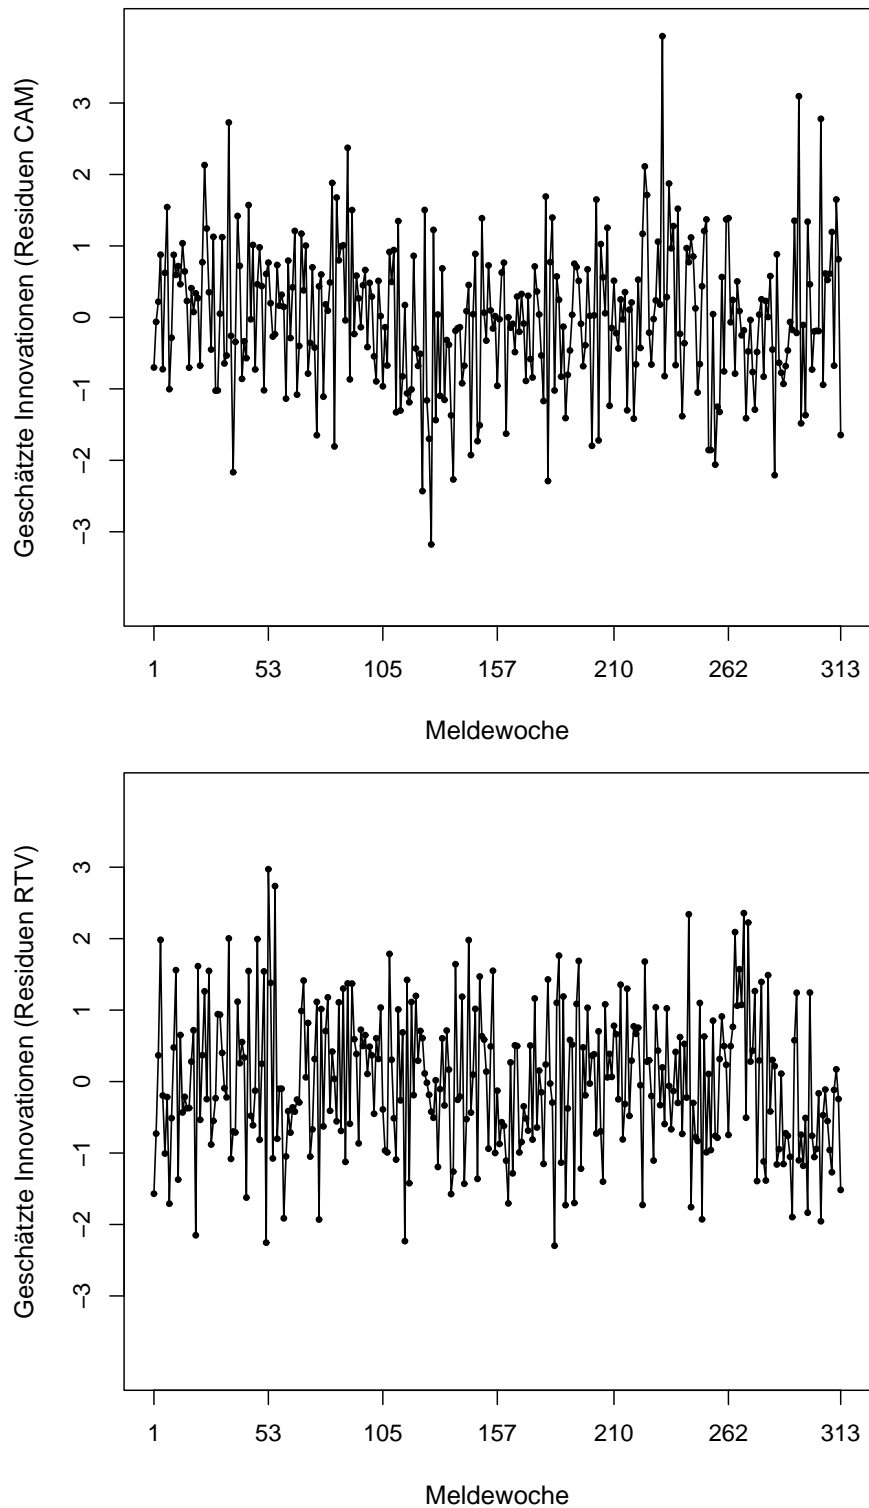 Geschätzte Innovationen (Residuen CAM)
3
2
1
0
−1
−2
−3
1 53 105 157 210 262 313
Meldewoche
Geschätzte Innovationen (Residuen RTV)
3
2
1
0
−1
−2
−3
1 53 105 157 210 262 313
Meldewoche